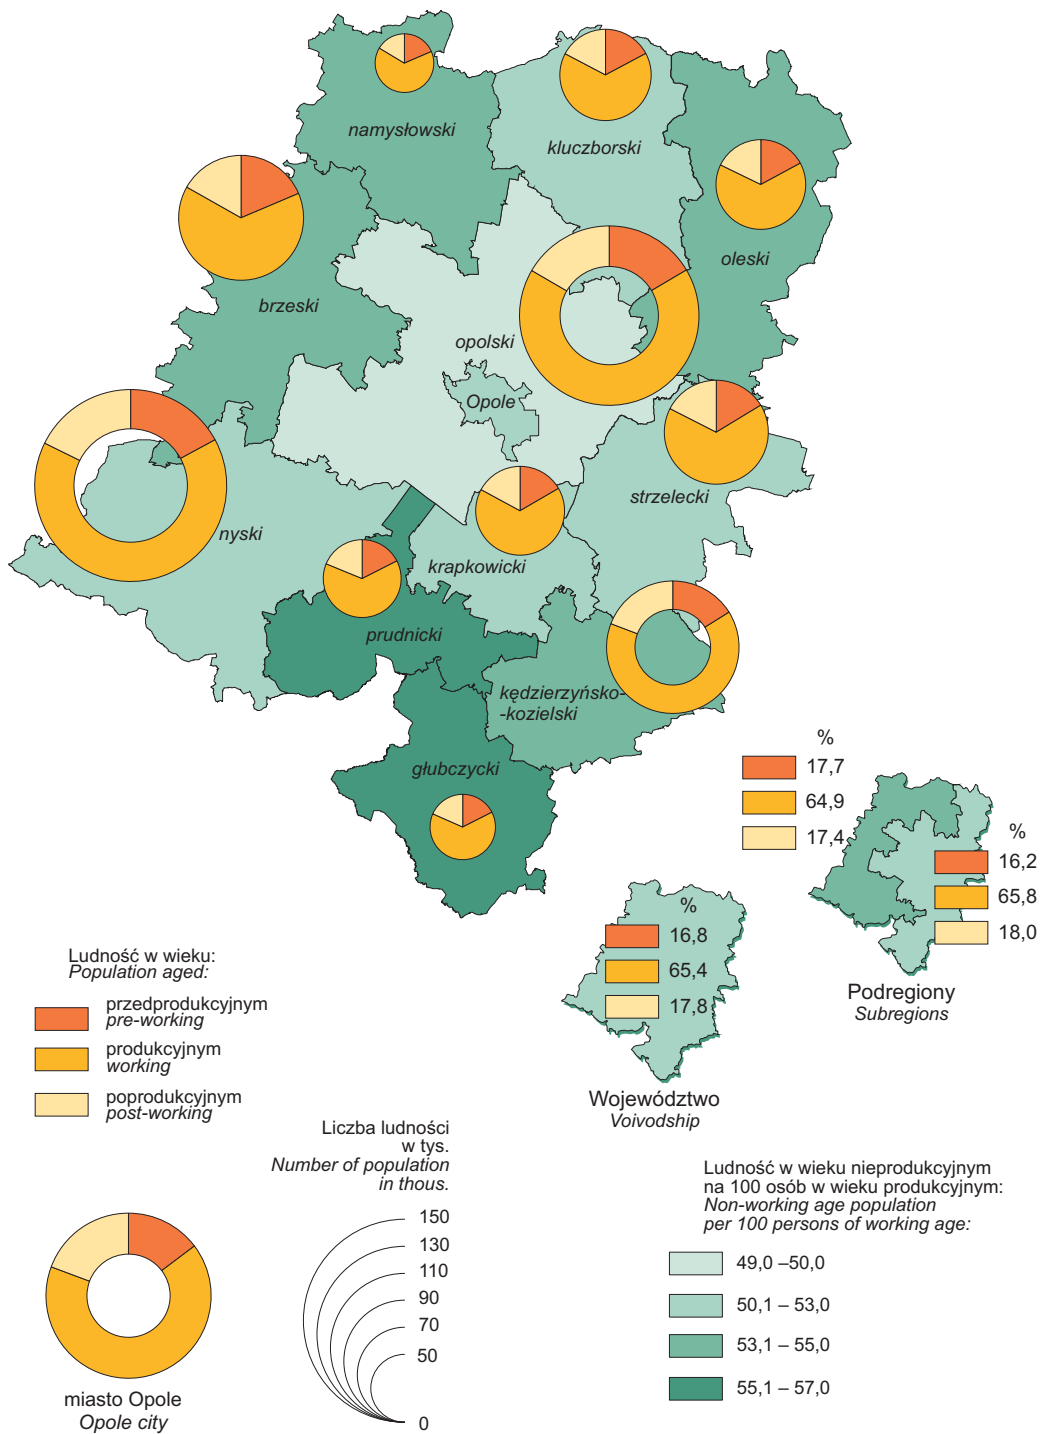 namysłowski
kluczborski
oleski
brzeski
opolski
Opole
strzelecki
nyski
krapkowicki
prudnicki
kędzierzyńsko-
-kozielski
głubczycki
%
17,7
64,9
17,4
%
16,2
65,8
18,0
Podregiony
Subregions
%
16,8
65,4
17,8
Województwo
Voivodship
Ludność w wieku:
Population aged:
przedprodukcyjnym
pre-working
produkcyjnym
working
poprodukcyjnym
post-working
miasto Opole
Opole city
Liczba ludności
w tys.
Number of population
in thous.
150
130
110
90
70
50
0
Ludność w wieku nieprodukcyjnym
na 100 osób w wieku produkcyjnym:
Non-working age population
per 100 persons of working age:
49,0 –50,0
50,1 – 53,0
53,1 – 55,0
55,1 – 57,0